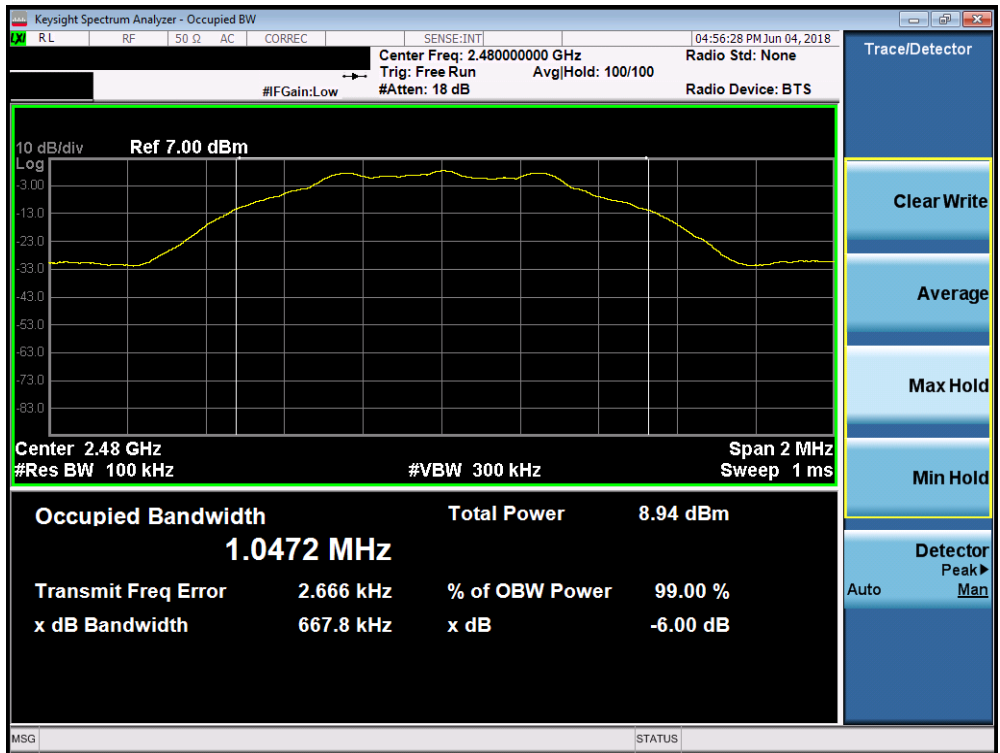 Keysight Spectrum Analyzer - Occupied BW
LXI RL RF 50 Ω AC CORREC SENSE:INT 04:56:28 PM Jun 04, 2018
Center Freq: 2.480000000 GHz Radio Std: None
Trig: Free Run Avg|Hold: 100/100
#IFGain:Low #Atten: 18 dB Radio Device: BTS
10 dB/div Ref 7.00 dBm
Log
-3.00
-13.0
-23.0
-33.0
-43.0
-53.0
-63.0
-73.0
-83.0
Center 2.48 GHz Span 2 MHz
#Res BW 100 kHz #VBW 300 kHz Sweep 1 ms
Occupied Bandwidth Total Power 8.94 dBm
1.0472 MHz
Transmit Freq Error 2.666 kHz % of OBW Power 99.00 %
x dB Bandwidth 667.8 kHz x dB -6.00 dB
MSG STATUS
Trace/Detector
Clear Write
Average
Max Hold
Min Hold
Detector
Peak▶
Auto Man